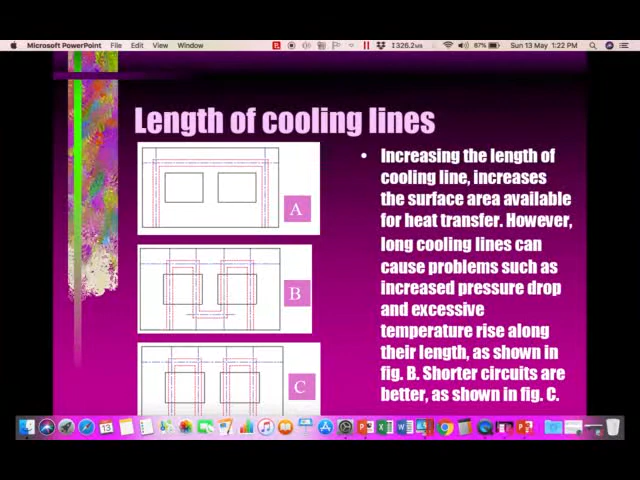 Microsoft PowerPoint File Edit View Window
87% Sun 13 May 1:22 PM
Length of cooling lines
A
B
C
• Increasing the length of
cooling line, increases
the surface area available
for heat transfer. However,
long cooling lines can
cause problems such as
increased pressure drop
and excessive
temperature rise along
their length, as shown in
fig. B. Shorter circuits are
better, as shown in fig. C.